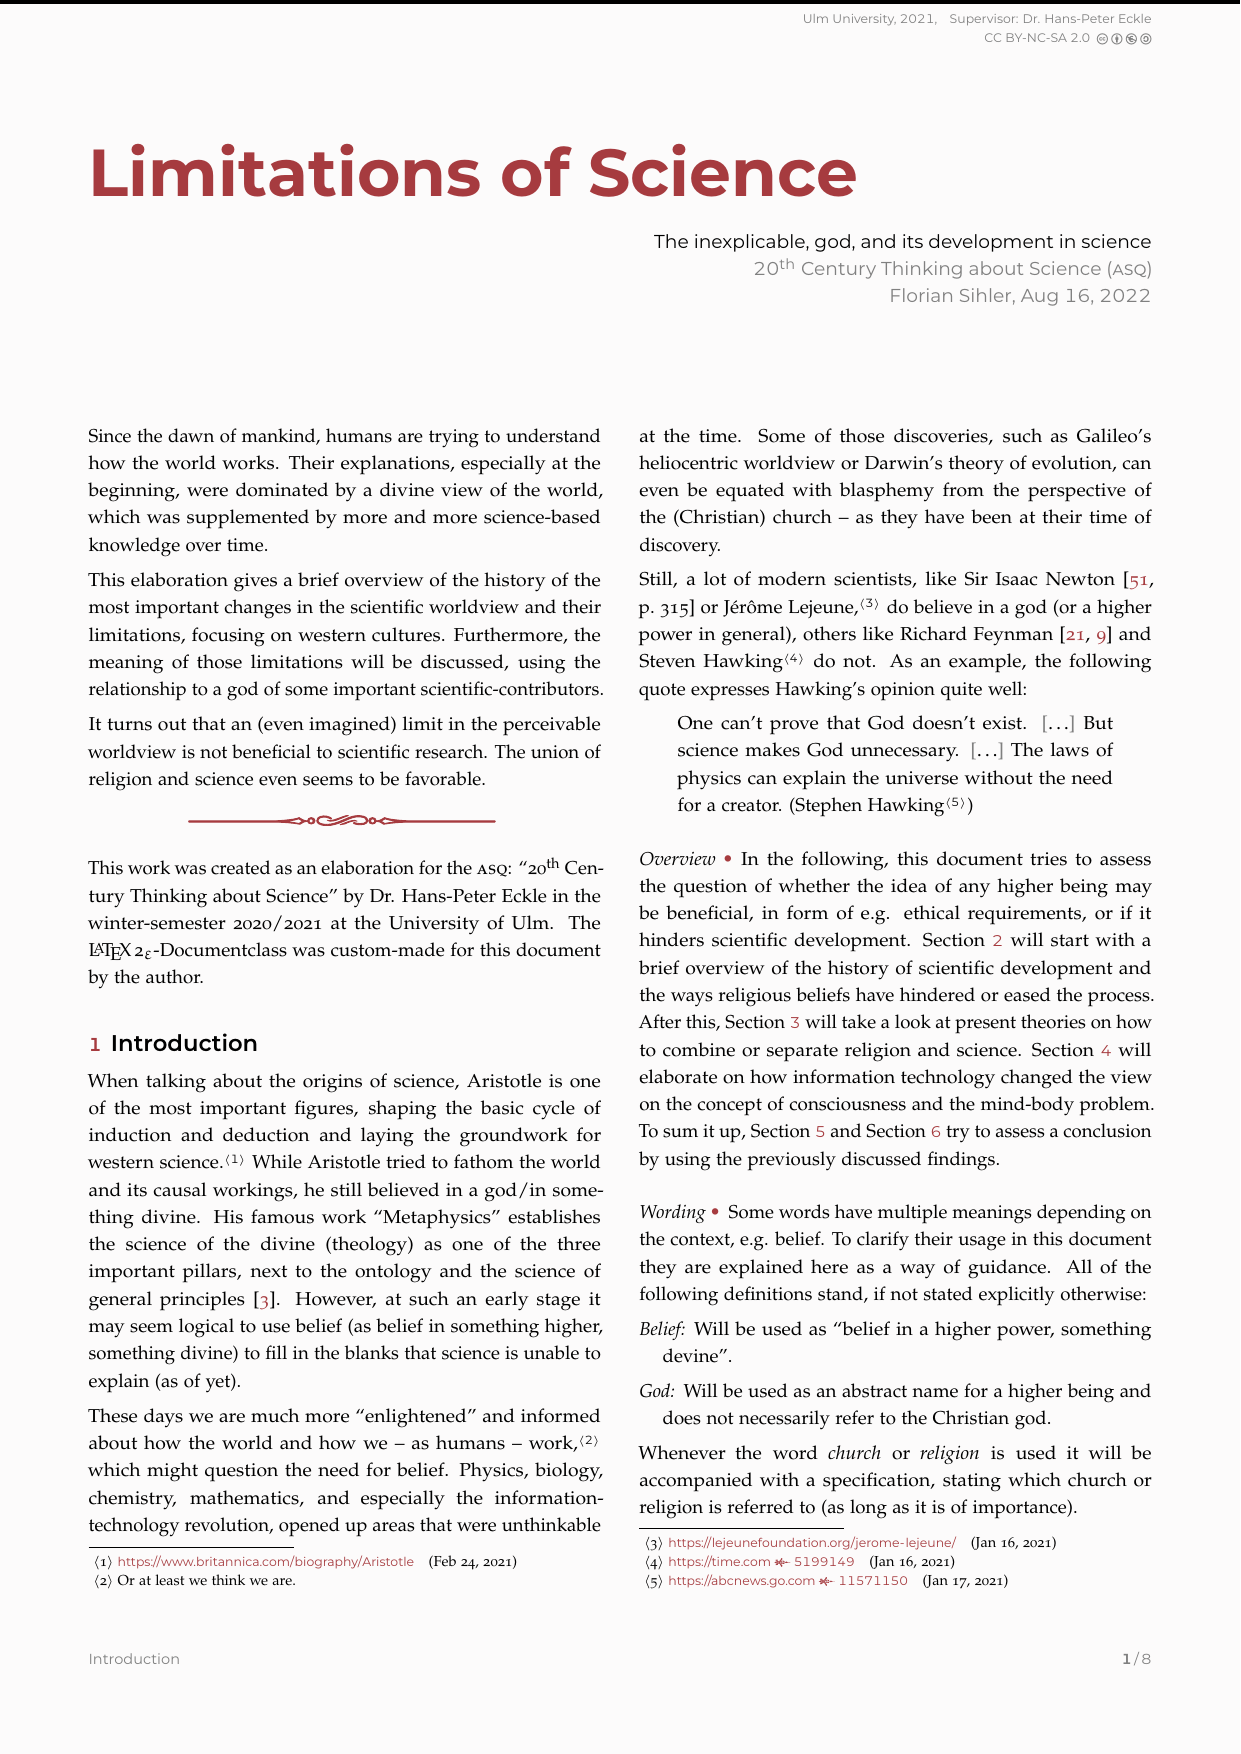 Ulm University, 2021, Supervisor: Dr. Hans-Peter Eckle
CC BY-NC-SA 2.0
Limitations of Science
The inexplicable, god, and its development in science
20th Century Thinking about Science (ASQ)
Florian Sihler, Aug 16, 2022
Since the dawn of mankind, humans are trying to understand
how the world works. Their explanations, especially at the
beginning, were dominated by a divine view of the world,
which was supplemented by more and more science-based
knowledge over time.
This elaboration gives a brief overview of the history of the
most important changes in the scientific worldview and their
limitations, focusing on western cultures. Furthermore, the
meaning of those limitations will be discussed, using the
relationship to a god of some important scientific-contributors.
It turns out that an (even imagined) limit in the perceivable
worldview is not beneficial to scientific research. The union of
religion and science even seems to be favorable.
This work was created as an elaboration for the ASQ: “20th Cen-
tury Thinking about Science” by Dr. Hans-Peter Eckle in the
winter-semester 2020/2021 at the University of Ulm. The
LATEX 2ε-Documentclass was custom-made for this document
by the author.
1 Introduction
When talking about the origins of science, Aristotle is one
of the most important figures, shaping the basic cycle of
induction and deduction and laying the groundwork for
western science.⟨1⟩ While Aristotle tried to fathom the world
and its causal workings, he still believed in a god/in some-
thing divine. His famous work “Metaphysics” establishes
the science of the divine (theology) as one of the three
important pillars, next to the ontology and the science of
general principles [3]. However, at such an early stage it
may seem logical to use belief (as belief in something higher,
something divine) to fill in the blanks that science is unable to
explain (as of yet).
These days we are much more “enlightened” and informed
about how the world and how we – as humans – work,⟨2⟩
which might question the need for belief. Physics, biology,
chemistry, mathematics, and especially the information-
technology revolution, opened up areas that were unthinkable
⟨1⟩ https://www.britannica.com/biography/Aristotle (Feb 24, 2021)
⟨2⟩ Or at least we think we are.
at the time. Some of those discoveries, such as Galileo’s
heliocentric worldview or Darwin’s theory of evolution, can
even be equated with blasphemy from the perspective of
the (Christian) church – as they have been at their time of
discovery.
Still, a lot of modern scientists, like Sir Isaac Newton [51,
p. 315] or Jérôme Lejeune,⟨3⟩ do believe in a god (or a higher
power in general), others like Richard Feynman [21, 9] and
Steven Hawking⟨4⟩ do not. As an example, the following
quote expresses Hawking’s opinion quite well:
One can’t prove that God doesn’t exist. [...] But
science makes God unnecessary. [...] The laws of
physics can explain the universe without the need
for a creator. (Stephen Hawking⟨5⟩)
Overview • In the following, this document tries to assess
the question of whether the idea of any higher being may
be beneficial, in form of e.g. ethical requirements, or if it
hinders scientific development. Section 2 will start with a
brief overview of the history of scientific development and
the ways religious beliefs have hindered or eased the process.
After this, Section 3 will take a look at present theories on how
to combine or separate religion and science. Section 4 will
elaborate on how information technology changed the view
on the concept of consciousness and the mind-body problem.
To sum it up, Section 5 and Section 6 try to assess a conclusion
by using the previously discussed findings.
Wording • Some words have multiple meanings depending on
the context, e.g. belief. To clarify their usage in this document
they are explained here as a way of guidance. All of the
following definitions stand, if not stated explicitly otherwise:
Belief: Will be used as “belief in a higher power, something
devine”.
God: Will be used as an abstract name for a higher being and
does not necessarily refer to the Christian god.
Whenever the word church or religion is used it will be
accompanied with a specification, stating which church or
religion is referred to (as long as it is of importance).
⟨3⟩ https://lejeunefoundation.org/jerome-lejeune/ (Jan 16, 2021)
⟨4⟩ https://time.com 5199149 (Jan 16, 2021)
⟨5⟩ https://abcnews.go.com 11571150 (Jan 17, 2021)
Introduction
1/8